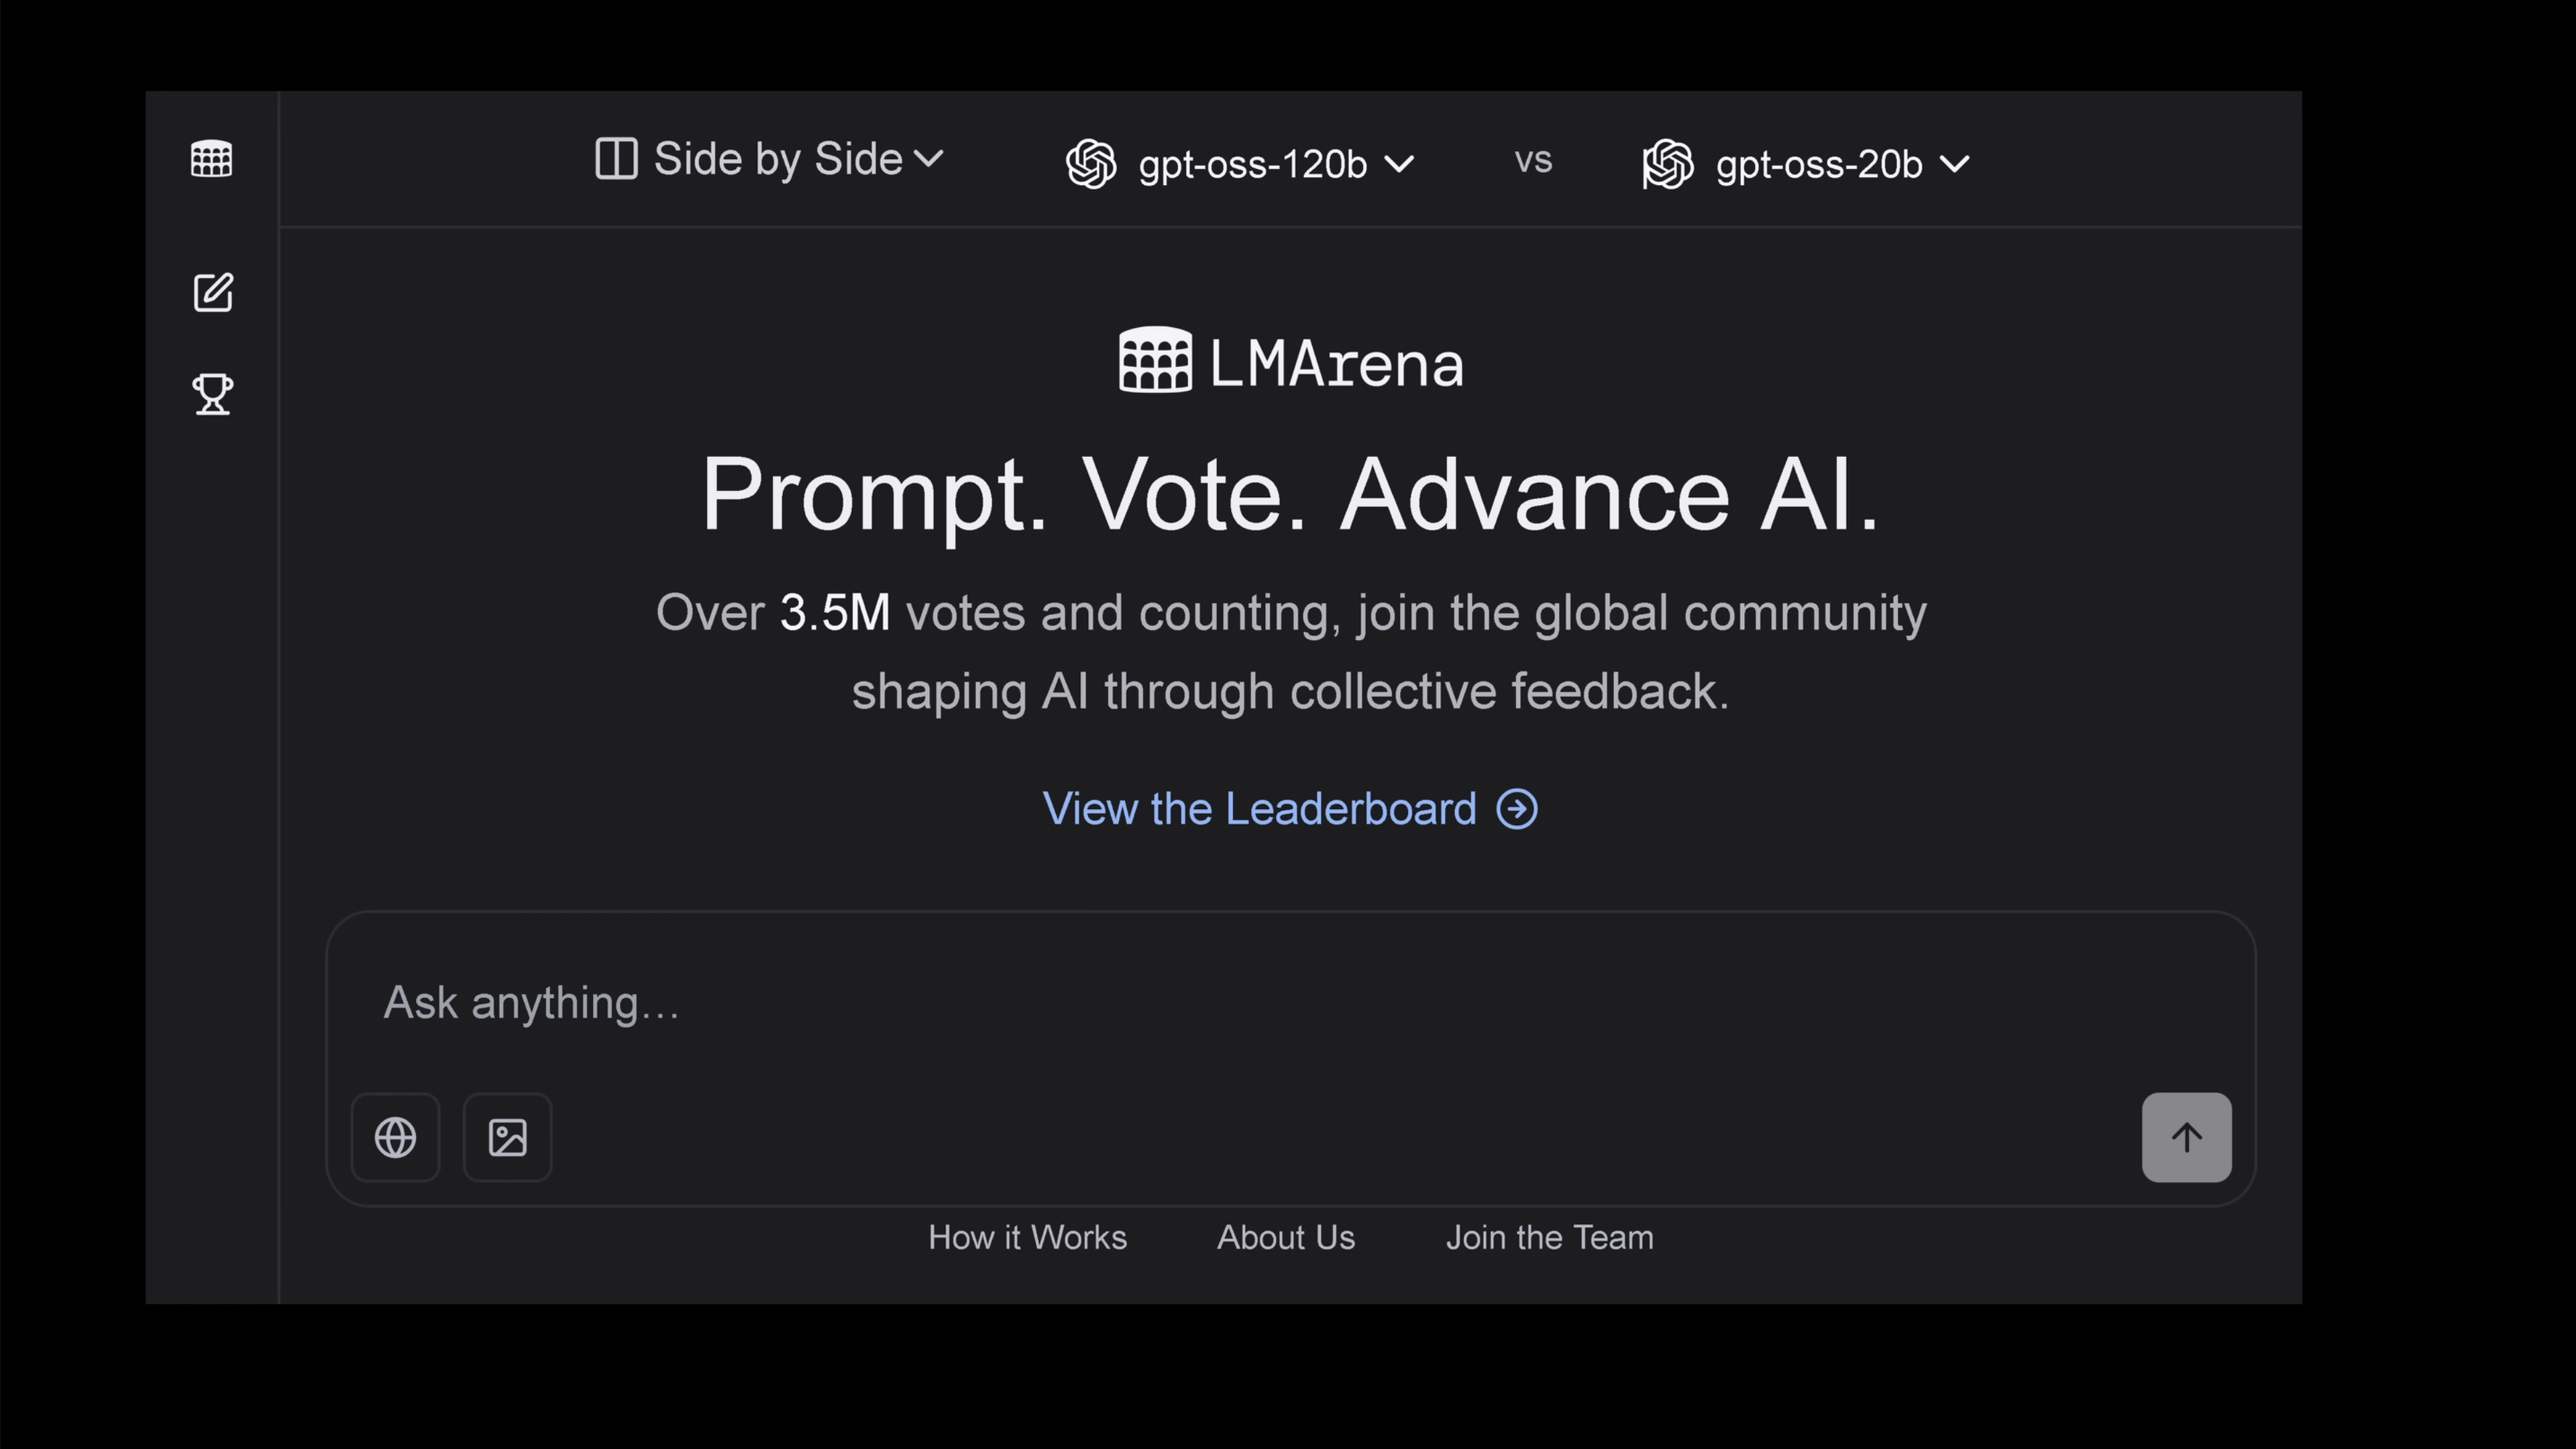 Side by Side
gpt-oss-120b
vs
gpt-oss-20b
LMArena
Prompt. Vote. Advance AI.
Over 3.5M votes and counting, join the global community
shaping AI through collective feedback.
View the Leaderboard
Ask anything…
How it Works
About Us
Join the Team